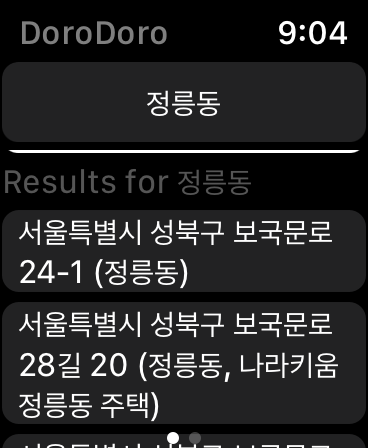 DoroDoro 9:04
정릉동
Results for 정릉동
서울특별시 성북구 보국문로
24-1 (정릉동)
서울특별시 성북구 보국문로
28길 20 (정릉동, 나라키움
정릉동 주택)